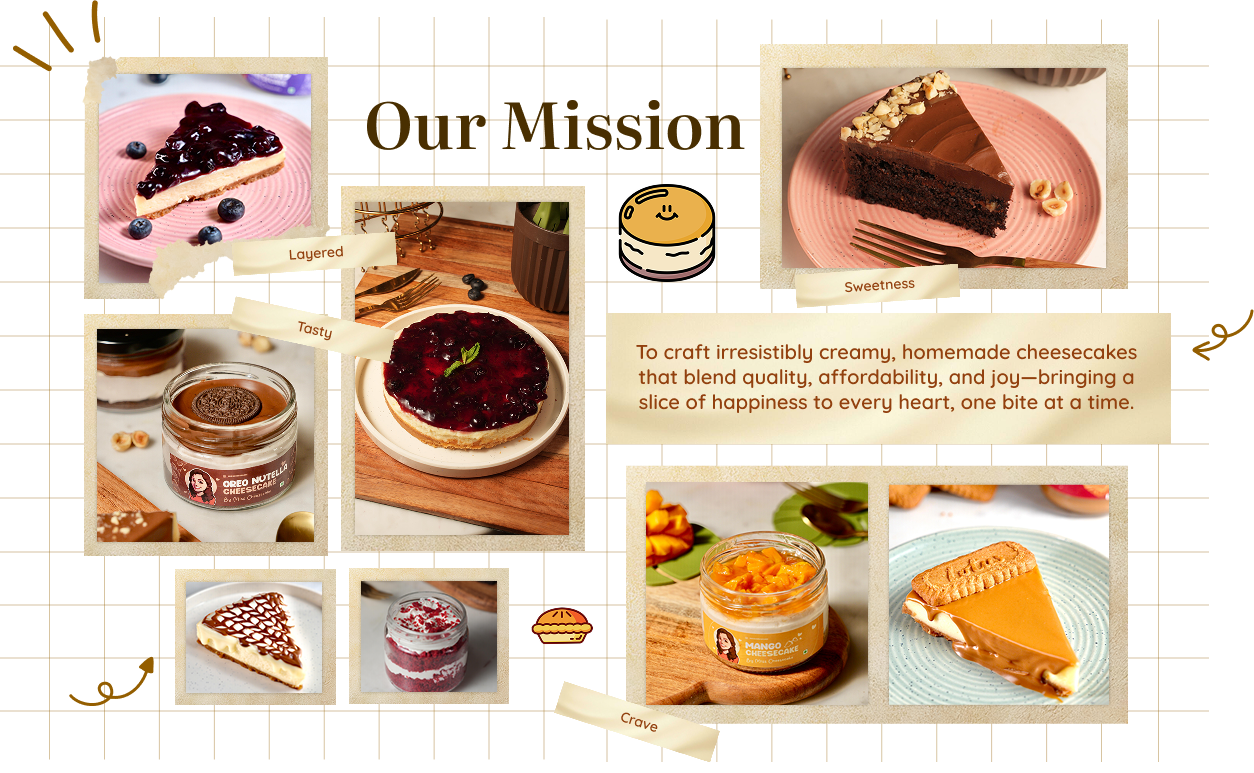 Our Mission
Layered
Sweetness
Tasty
To craft irresistibly creamy, homemade cheesecakes
that blend quality, affordability, and joy—bringing a
slice of happiness to every heart, one bite at a time.
OREO NUTELLA
CHEESECAKE
MANGO
CHEESECAKE
Crave